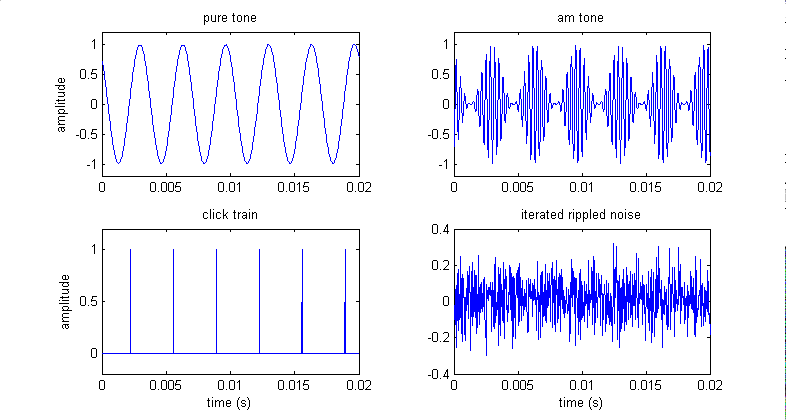 pure tone
am tone
1
0.5
0
-0.5
-1
amplitude
0 0.005 0.01 0.015 0.02
1
0.5
0
-0.5
-1
0 0.005 0.01 0.015 0.02
click train
iterated rippled noise
1
0.5
0
amplitude
0 0.005 0.01 0.015 0.02
time (s)
0.4
0.2
0
-0.2
-0.4
0 0.005 0.01 0.015 0.02
time (s)